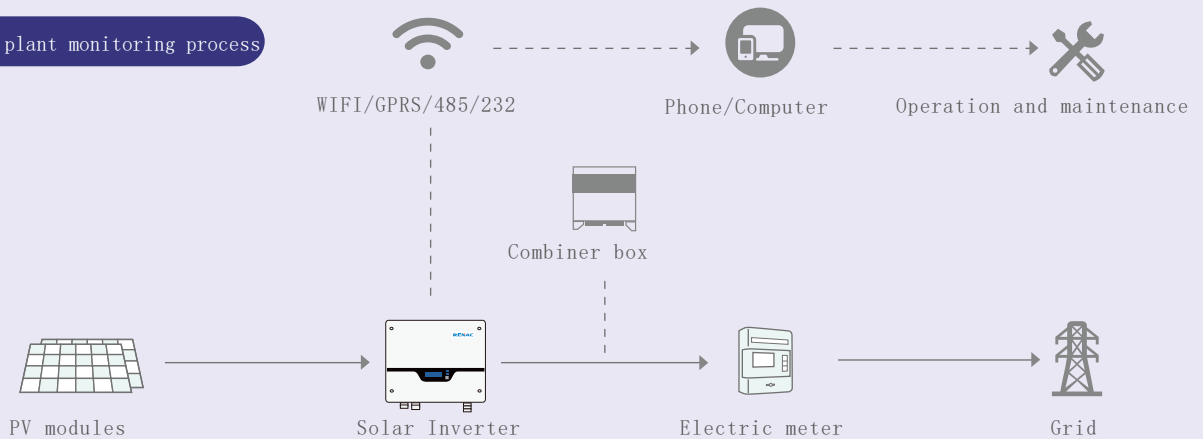 plant monitoring process
WIFI/GPRS/485/232
Phone/Computer
Operation and maintenance
Combiner box
RENAC
PV modules
Solar Inverter
Electric meter
Grid